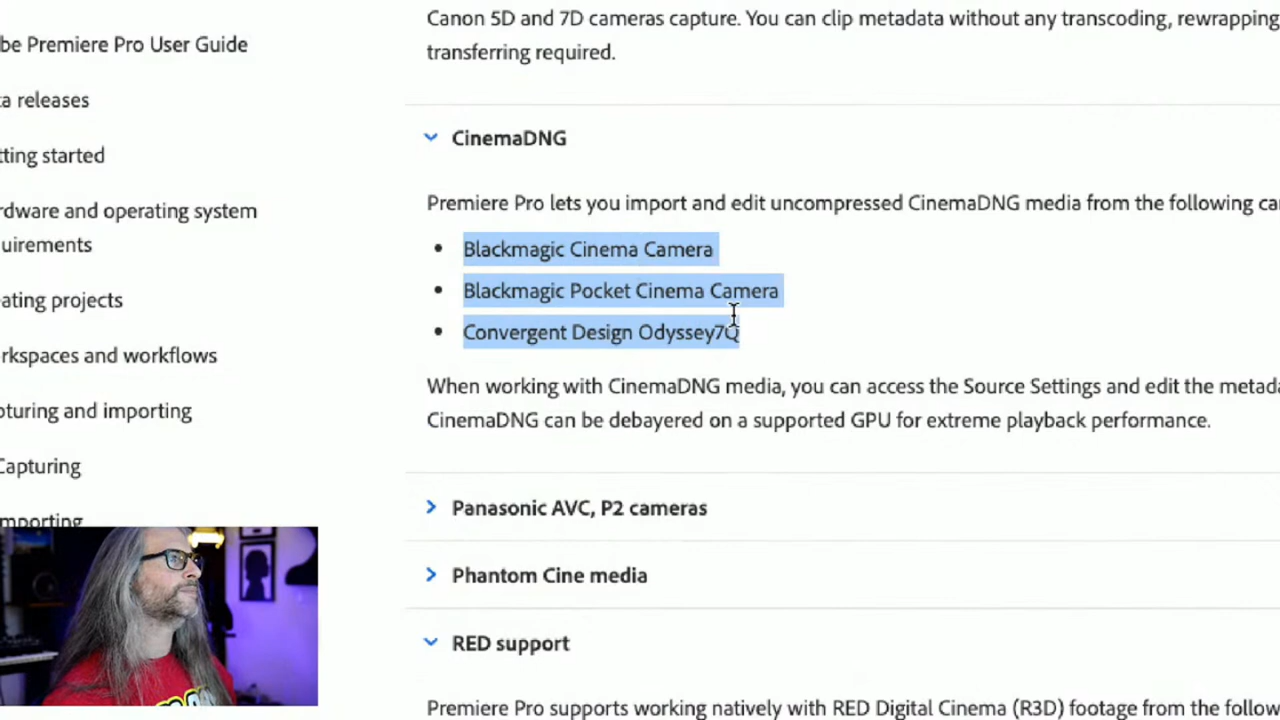 Canon 5D and 7D cameras capture. You can clip metadata without any transcoding, rewrapping
transferring required.
be Premiere Pro User Guide
ta releases
tting started
rdware and operating system
uirements
eating projects
rkspaces and workflows
pturing and importing
Capturing
mporting
CinemaDNG
Premiere Pro lets you import and edit uncompressed CinemaDNG media from the following ca
• Blackmagic Cinema Camera
• Blackmagic Pocket Cinema Camera
• Convergent Design Odyssey7Q
When working with CinemaDNG media, you can access the Source Settings and edit the metada
CinemaDNG can be debayered on a supported GPU for extreme playback performance.
Panasonic AVC, P2 cameras
Phantom Cine media
RED support
Premiere Pro supports working natively with RED Digital Cinema (R3D) footage from the follow